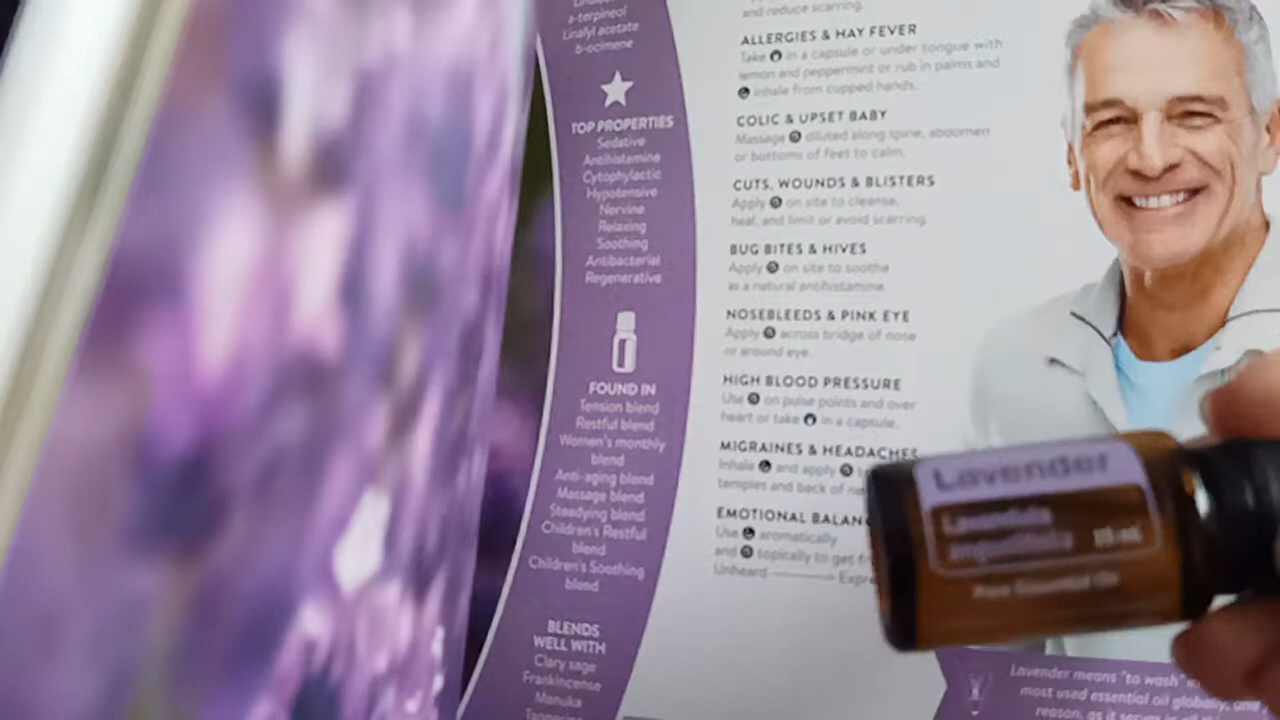 a-terpineol
Linalyl acetate
b-ocimene
TOP PROPERTIES
Sedative
Antihistamine
Cytophylactic
Hypotensive
Nervine
Relaxing
Soothing
Antibacterial
Regenerative
FOUND IN
Tension blend
Restful blend
Women's monthly
blend
Anti-aging blend
Massage blend
Steadying blend
Children's Restful
blend
Children's Soothing
blend
BLENDS
WELL WITH
Clary sage
Frankincense
Manuka
and reduce scarring.
ALLERGIES & HAY FEVER
Take in a capsule or under tongue with
lemon and peppermint or rub in palms and
inhale from cupped hands.
COLIC & UPSET BABY
Massage diluted along spine, abdomen
or bottoms of feet to calm.
CUTS, WOUNDS & BLISTERS
Apply on site to cleanse,
heal, and limit or avoid scarring.
BUG BITES & HIVES
Apply on site to soothe
as a natural antihistamine.
NOSEBLEEDS & PINK EYE
Apply across bridge of nose
or around eye.
HIGH BLOOD PRESSURE
Use on pulse points and over
heart or take in a capsule.
MIGRAINES & HEADACHES
Inhale and apply
temples and back of
EMOTIONAL
Use aromatically
and topically to get
Unheard
Lavender
Lavandula
angustifolia 15 mL
Pure Essential Oil
Lavender means "to wash"
most used essential oil globally, and
reason, as it